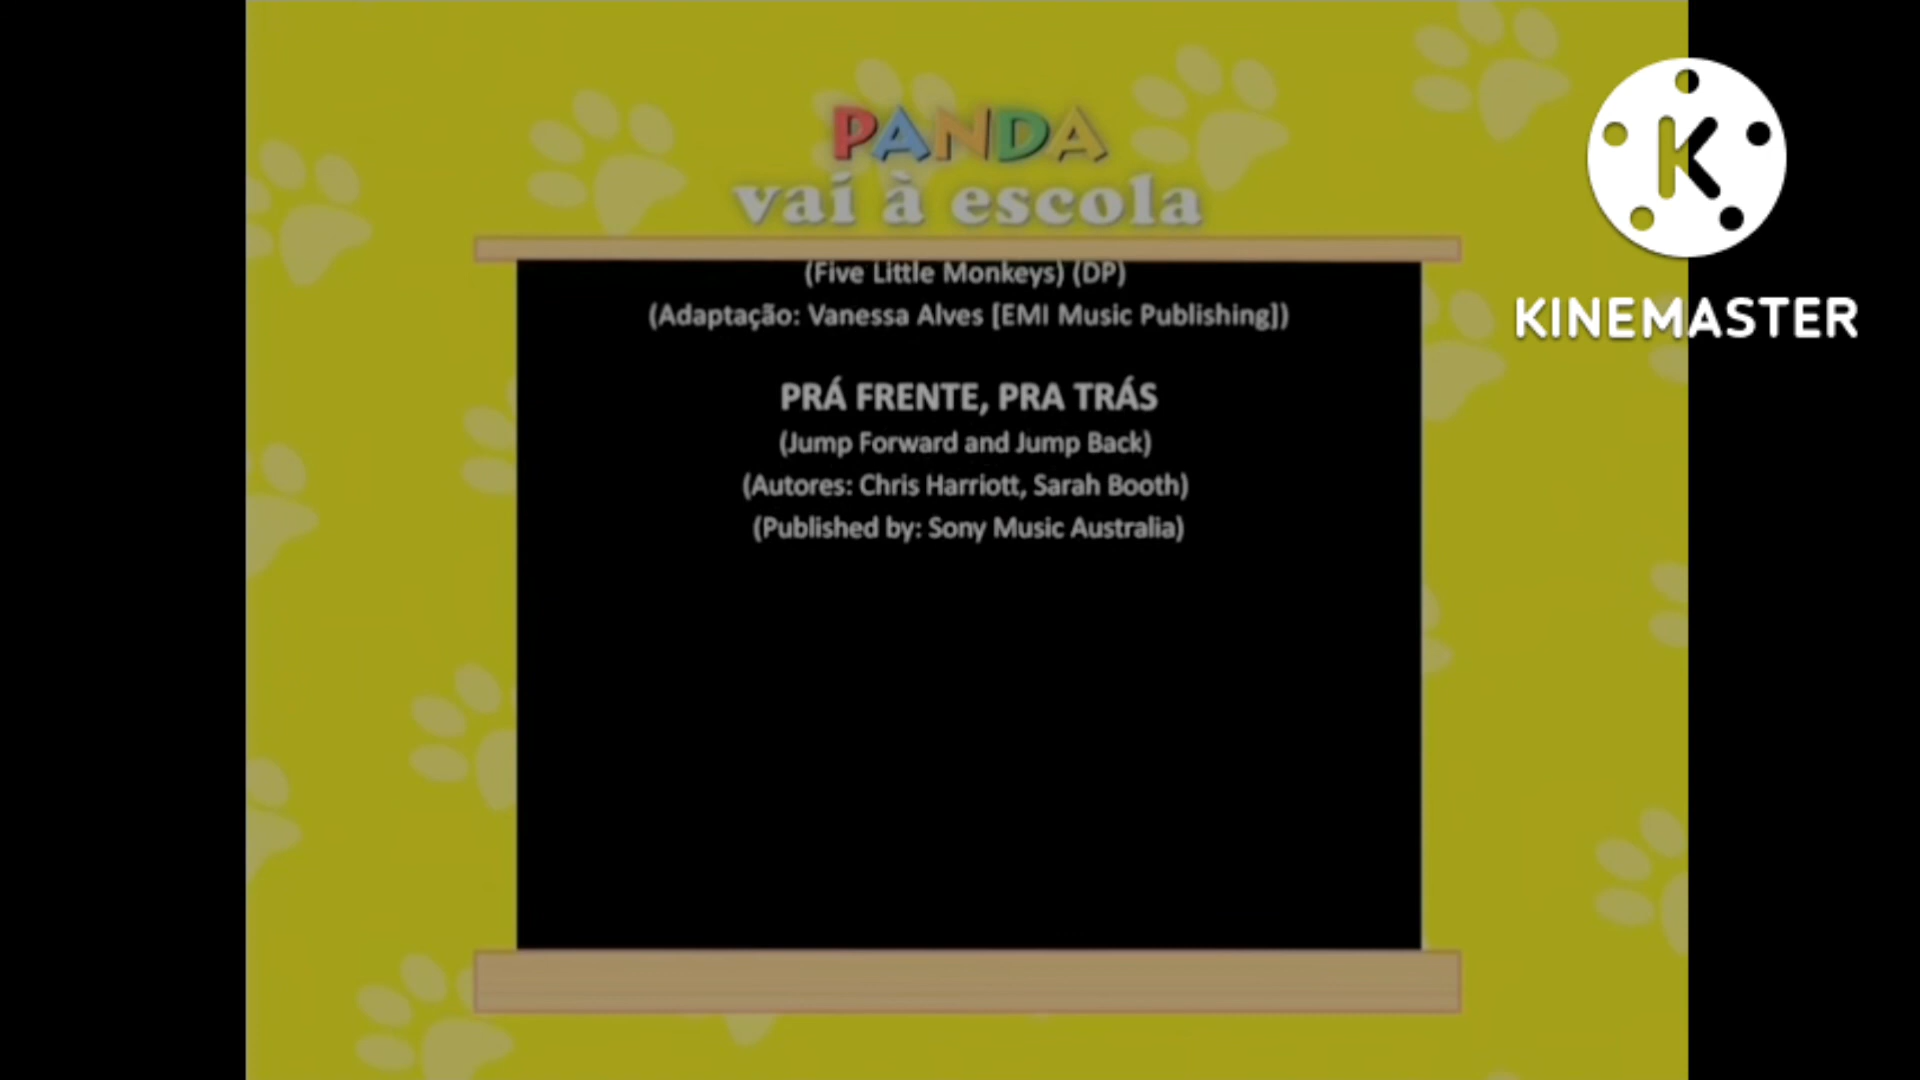 PANDA
vai à escola
(Five Little Monkeys) (DP)
(Adaptação: Vanessa Alves [EMI Music Publishing])
PRÁ FRENTE, PRA TRÁS
(Jump Forward and Jump Back)
(Autores: Chris Harriott, Sarah Booth)
(Published by: Sony Music Australia)
K
KINEMASTER